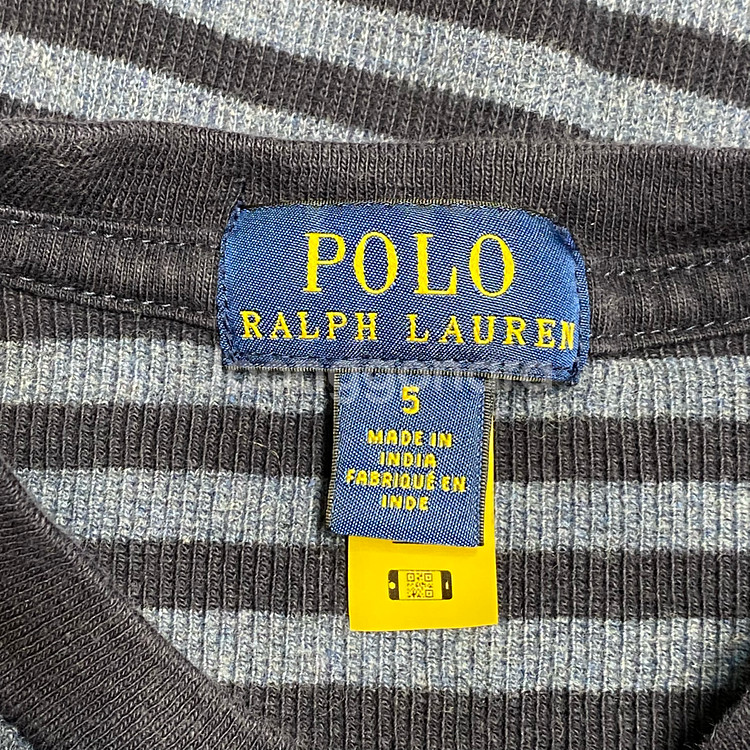 POLO
RALPH LAUREN
5
MADE IN
INDIA
FABRIQUÉ EN
INDE